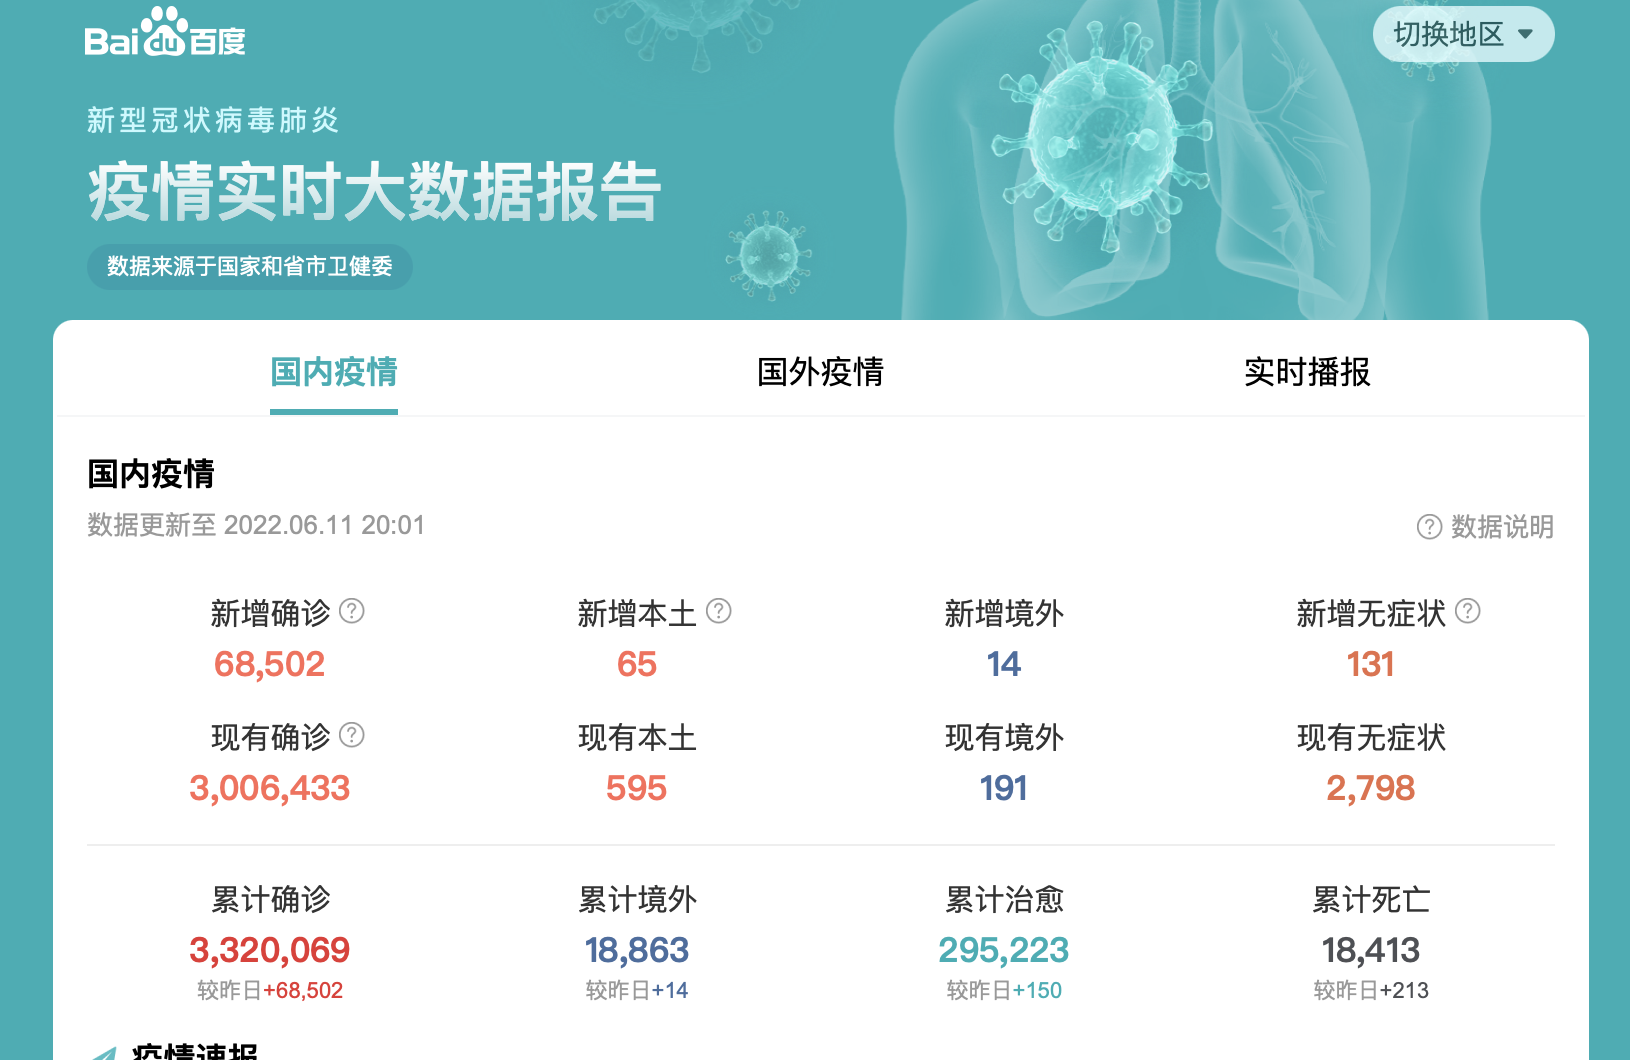 Bai du 百度
切换地区
新型冠状病毒肺炎
疫情实时大数据报告
数据来源于国家和省市卫健委
国内疫情 国外疫情 实时播报
国内疫情
数据更新至 2022.06.11 20:01
? 数据说明
新增确诊 ? 新增本土 ? 新增境外 新增无症状 ?
68,502 65 14 131
现有确诊 ? 现有本土 现有境外 现有无症状
3,006,433 595 191 2,798
累计确诊 累计境外 累计治愈 累计死亡
3,320,069 18,863 295,223 18,413
较昨日+68,502 较昨日+14 较昨日+150 较昨日+213
疫情速报